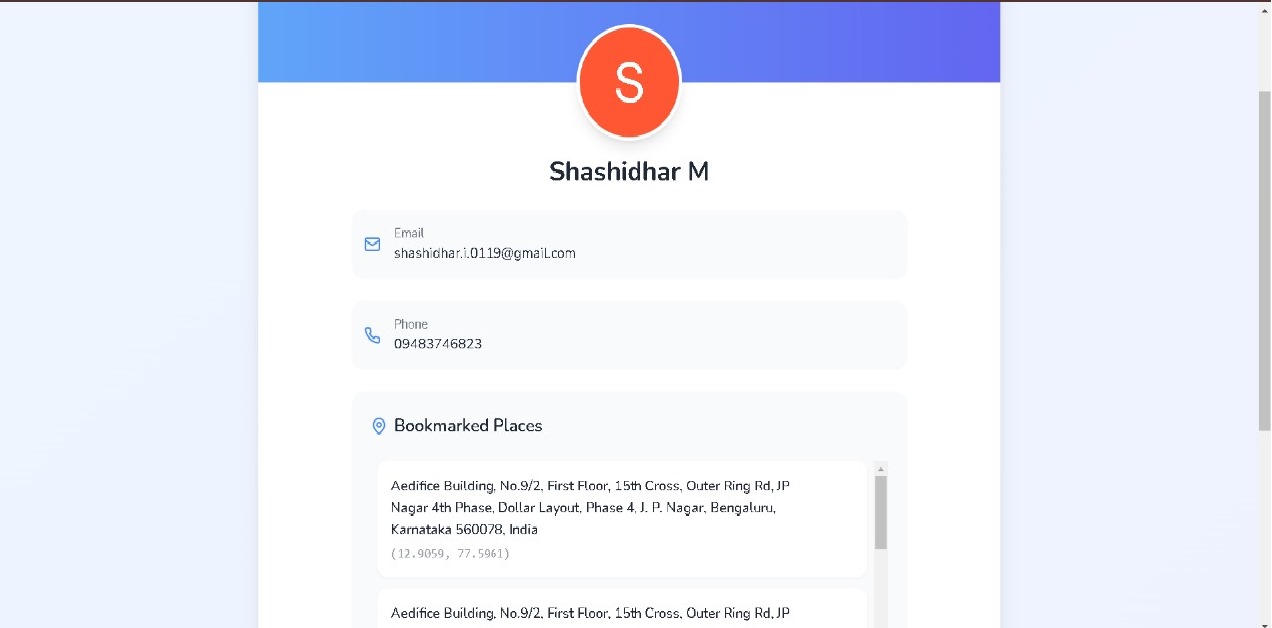 S
Shashidhar M
Email
shashidhar.i.0119@gmail.com
Phone
09483746823
Bookmarked Places
Aedifice Building, No.9/2, First Floor, 15th Cross, Outer Ring Rd, JP
Nagar 4th Phase, Dollar Layout, Phase 4, J. P. Nagar, Bengaluru,
Karnataka 560078, India
(12.9059, 77.5961)
Aedifice Building, No.9/2, First Floor, 15th Cross, Outer Ring Rd, JP